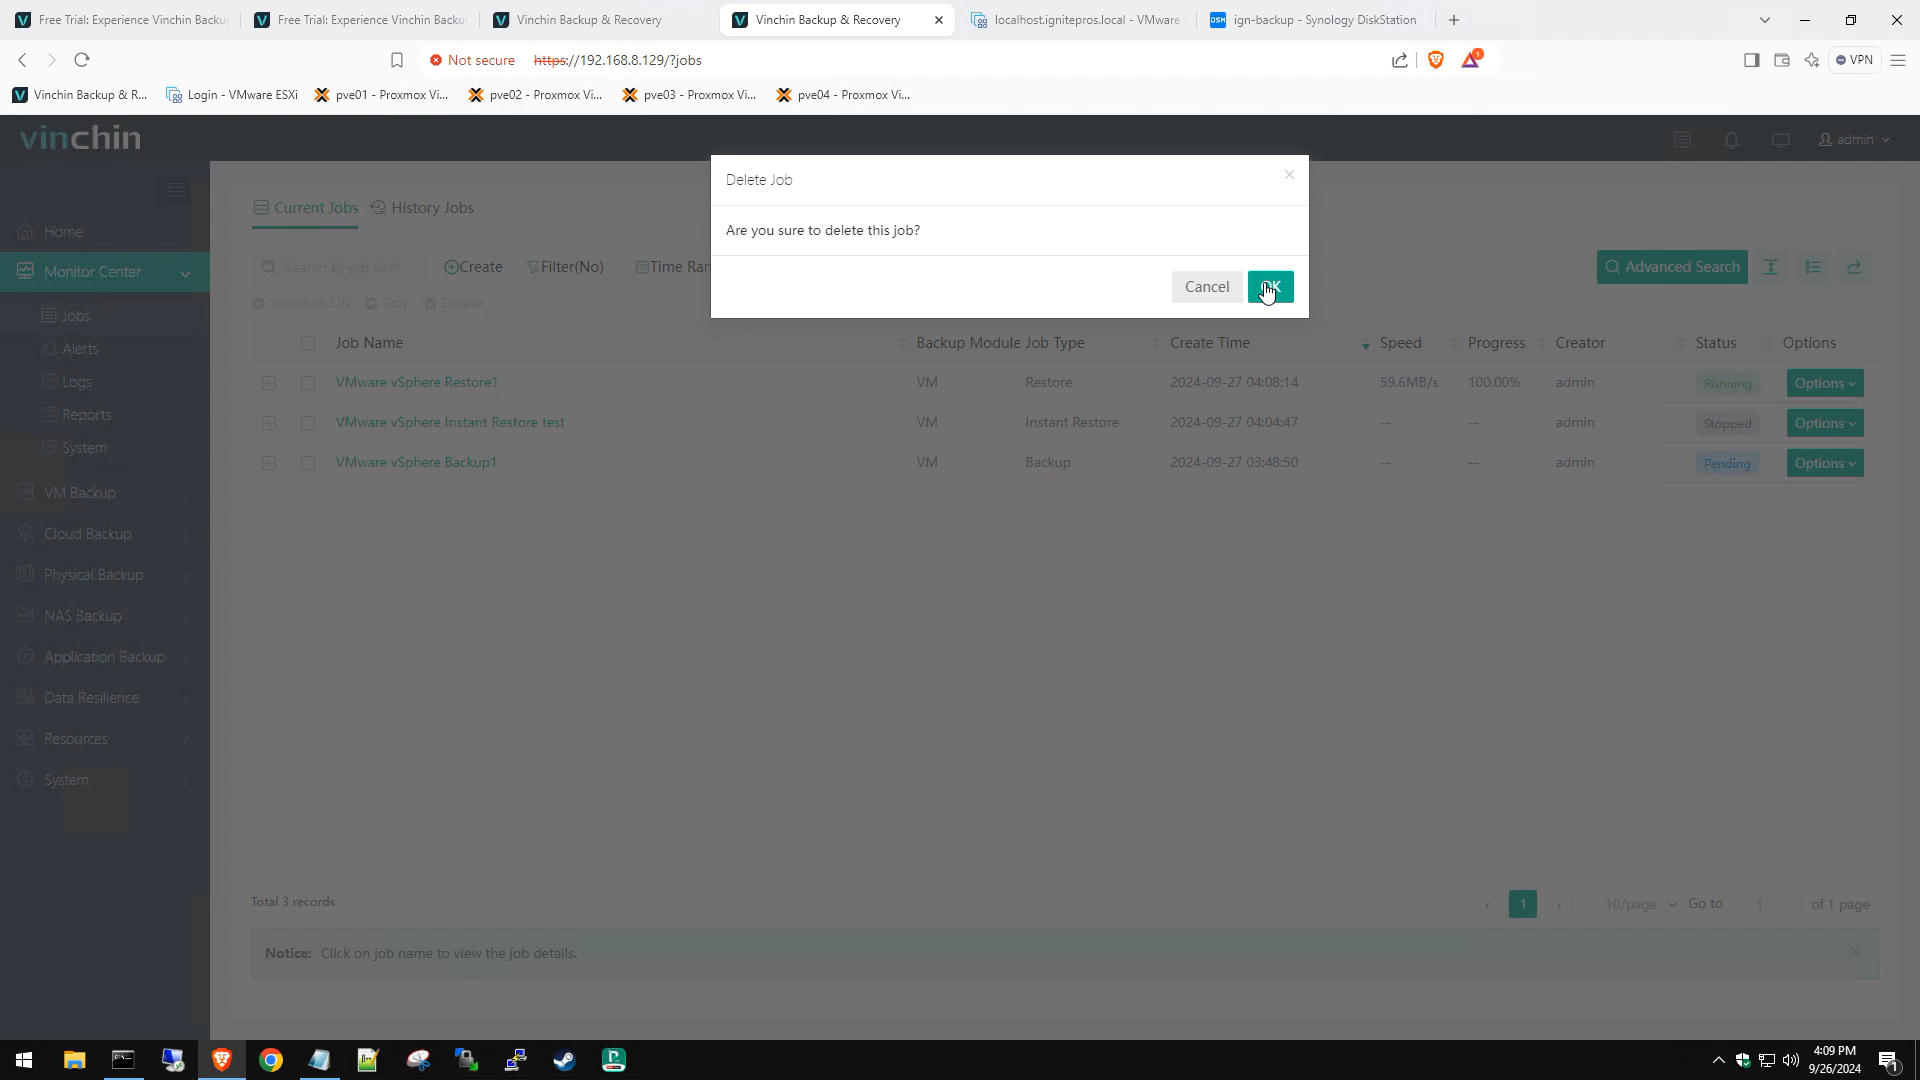 Free Trial: Experience Vinchin Backu
Free Trial: Experience Vinchin Backu
Vinchin Backup & Recovery
Vinchin Backup & Recovery
localhost.ignitepros.local - VMware
ign-backup - Synology DiskStation
Not secure
https://192.168.8.129/?jobs
1
VPN
Vinchin Backup & R...
Login - VMware ESXi
pve01 - Proxmox Vi...
pve02 - Proxmox Vi...
pve03 - Proxmox Vi...
pve04 - Proxmox Vi...
vinchin
admin
Home
Monitor Center
Jobs
Alerts
Logs
Reports
System
VM Backup
Cloud Backup
Physical Backup
NAS Backup
Application Backup
Data Resilience
Resources
System
Current Jobs
History Jobs
Search by job nam
Create
Filter(No)
Time Ran
Advanced Search
Schedule ON
Stop
Delete
Delete Job
Are you sure to delete this job?
Cancel
OK
Job Name Backup Module Job Type Create Time Speed Progress Creator Status Options
VMware vSphere Restore1 VM Restore 2024-09-27 04:08:14 59.6MB/s 100.00% admin Running Options
VMware vSphere Instant Restore test VM Instant Restore 2024-09-27 04:04:47 -- -- admin Stopped Options
VMware vSphere Backup1 VM Backup 2024-09-27 03:48:50 -- -- admin Pending Options
Total 3 records
1
10/page
Go to
1
of 1 page
Notice: Click on job name to view the job details.
4:09 PM
9/26/2024
1